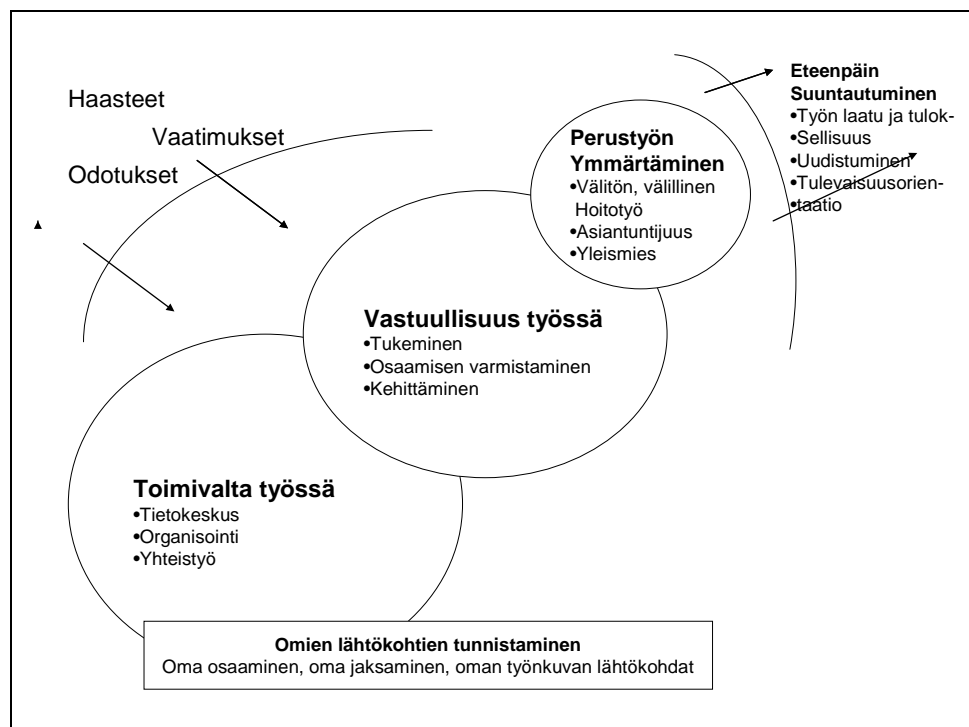 Haasteet
Vaatimukset
Odotukset
Eteenpäin
Suuntautuminen
•Työn laatu ja tulok-
•Sellisuus
•Uudistuminen
•Tulevaisuusorien-
•taatio
Perustyön
Ymmärtäminen
•Välitön, välillinen
Hoitotyö
•Asiantuntijuus
•Yleismies
Vastuullisuus työssä
•Tukeminen
•Osaamisen varmistaminen
•Kehittäminen
Toimivalta työssä
•Tietokeskus
•Organisointi
•Yhteistyö
Omien lähtökohtien tunnistaminen
Oma osaaminen, oma jaksaminen, oman työnkuvan lähtökohdat